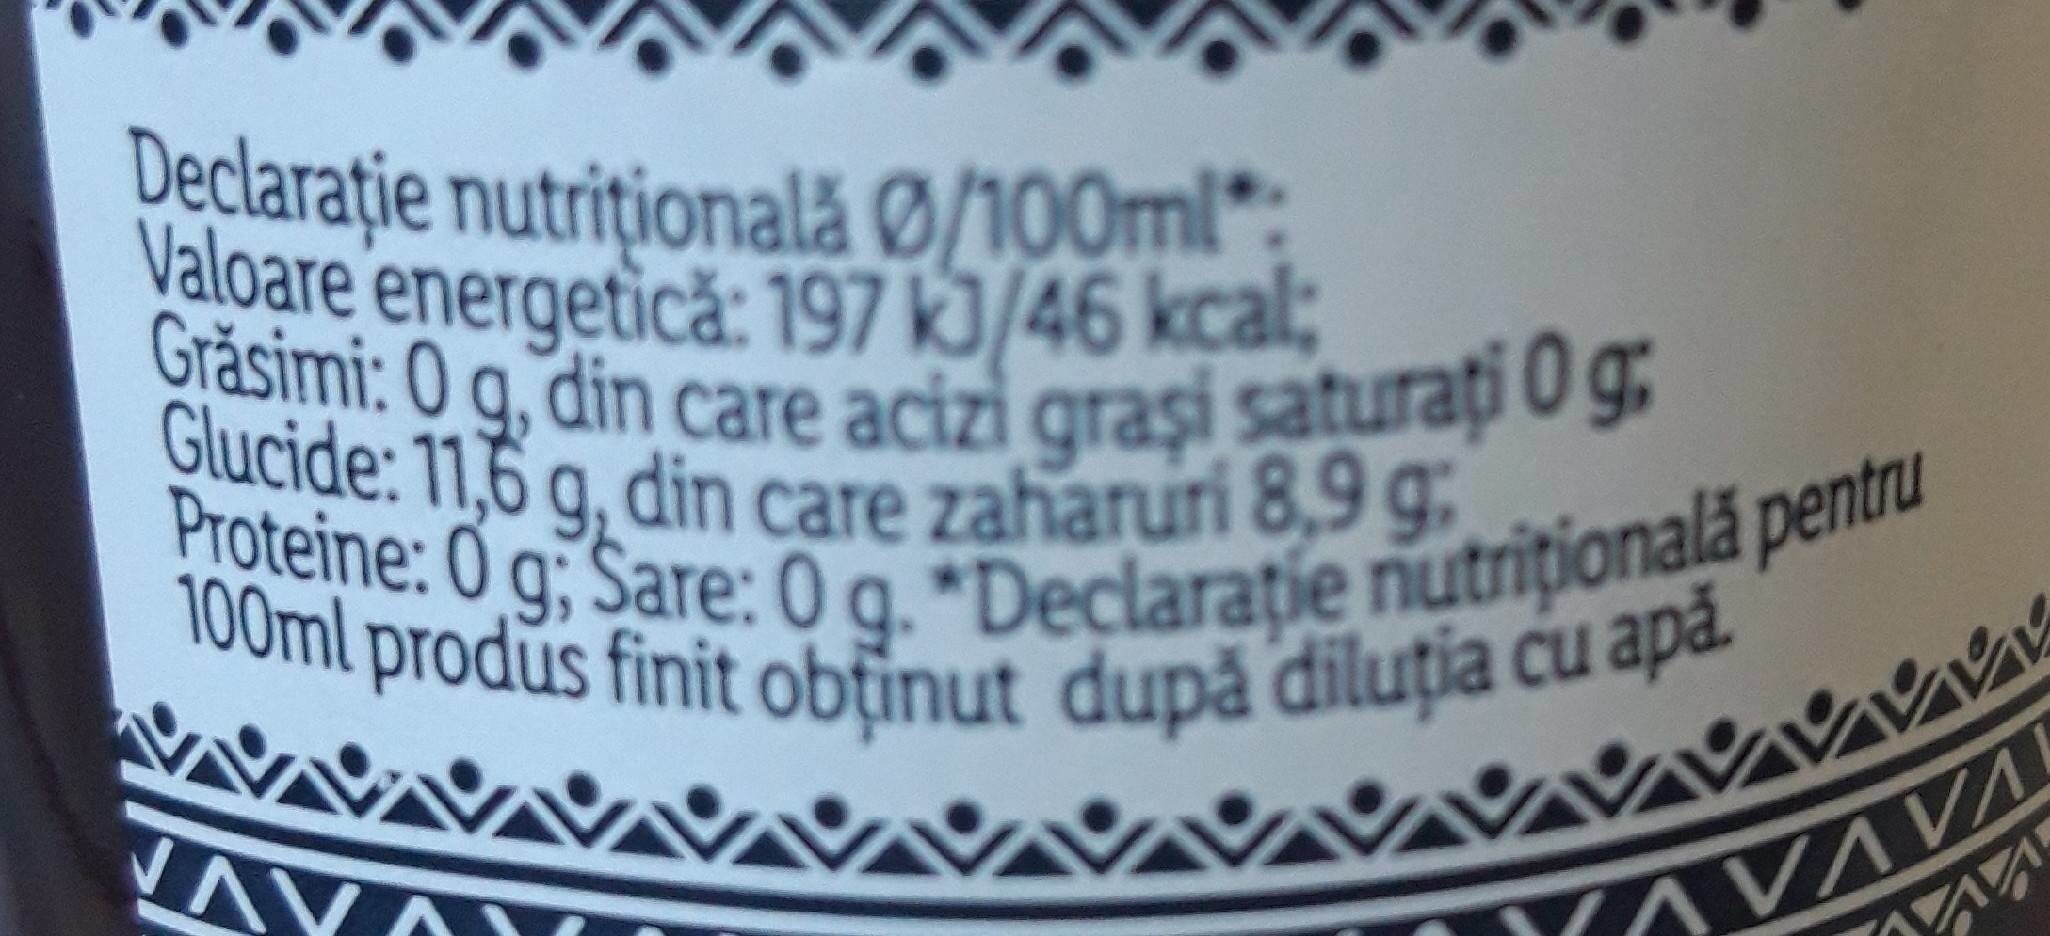 Declarație nutrițională Ø/100ml*:
Valoare energetică: 197 kJ/46 kcal;
Grăsimi: 0 g, din care acizi grași saturați 0 g;
Glucide: 11,6 g, din care zaharuri 8,9 g;
Proteine: 0 g; Sare: 0 g. *Declarație nutrițională pentru
100ml produs finit obținut după diluția cu apă.